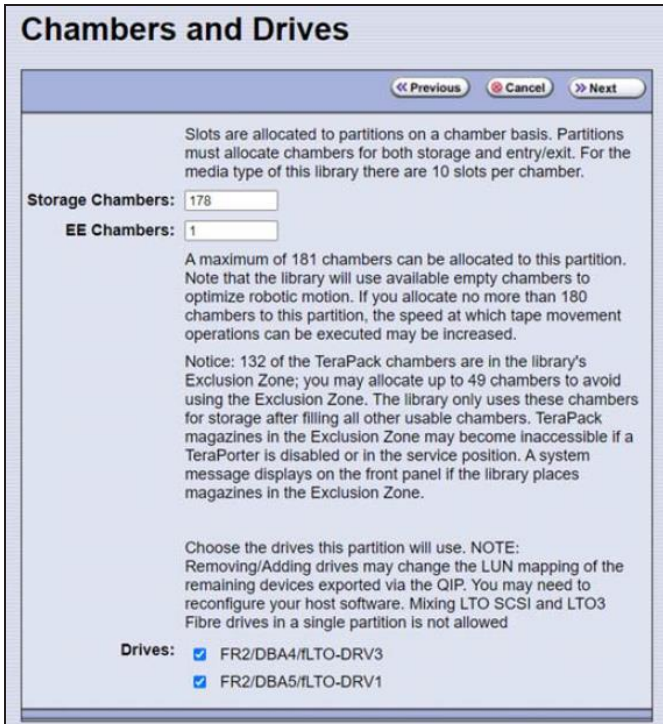 Chambers and Drives
Previous Cancel Next
Slots are allocated to partitions on a chamber basis. Partitions
must allocate chambers for both storage and entry/exit. For the
media type of this library there are 10 slots per chamber.
Storage Chambers: 178
EE Chambers: 1
A maximum of 181 chambers can be allocated to this partition.
Note that the library will use available empty chambers to
optimize robotic motion. If you allocate no more than 180
chambers to this partition, the speed at which tape movement
operations can be executed may be increased.
Notice: 132 of the TeraPack chambers are in the library's
Exclusion Zone; you may allocate up to 49 chambers to avoid
using the Exclusion Zone. The library only uses these chambers
for storage after filling all other usable chambers. TeraPack
magazines in the Exclusion Zone may become inaccessible if a
TeraPorter is disabled or in the service position. A system
message displays on the front panel if the library places
magazines in the Exclusion Zone.
Choose the drives this partition will use. NOTE:
Removing/Adding drives may change the LUN mapping of the
remaining devices exported via the QIP. You may need to
reconfigure your host software. Mixing LTO SCSI and LTO3
Fibre drives in a single partition is not allowed
Drives: FR2/DBA4/fLTO-DRV3
FR2/DBA5/fLTO-DRV1